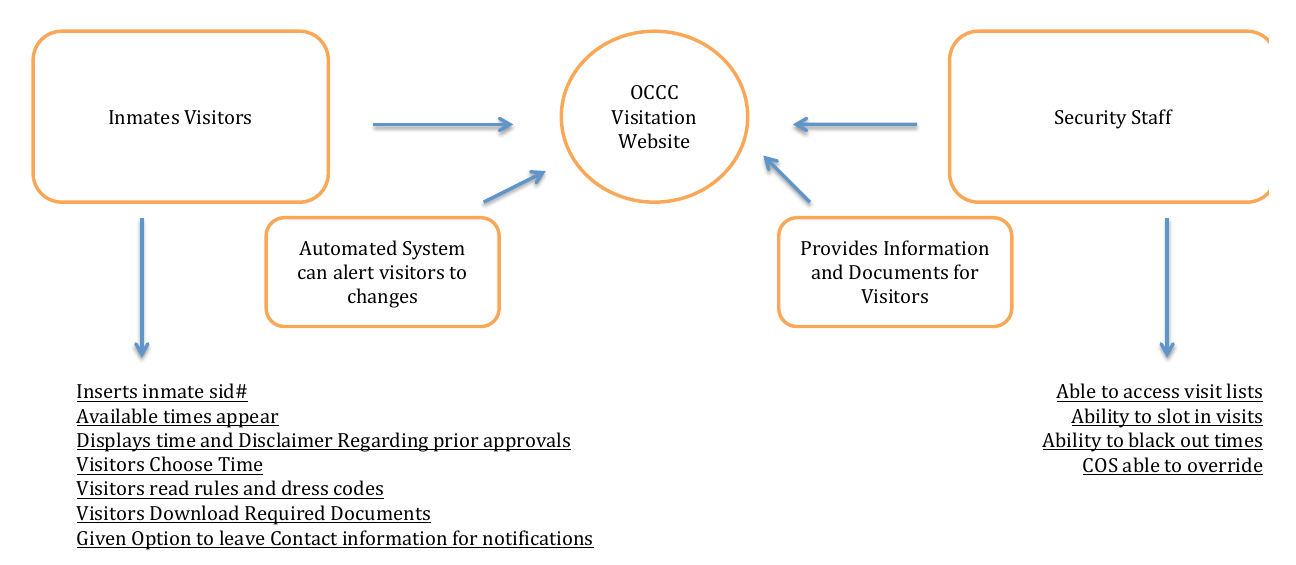 Inmates Visitors
OCCC
Visitation
Website
Security Staff
Automated System
can alert visitors to
changes
Provides Information
and Documents for
Visitors
Inserts inmate sid#
Available times appear
Displays time and Disclaimer Regarding prior approvals
Visitors Choose Time
Visitors read rules and dress codes
Visitors Download Required Documents
Given Option to leave Contact information for notifications
Able to access visit lists
Ability to slot in visits
Ability to black out times
COS able to override